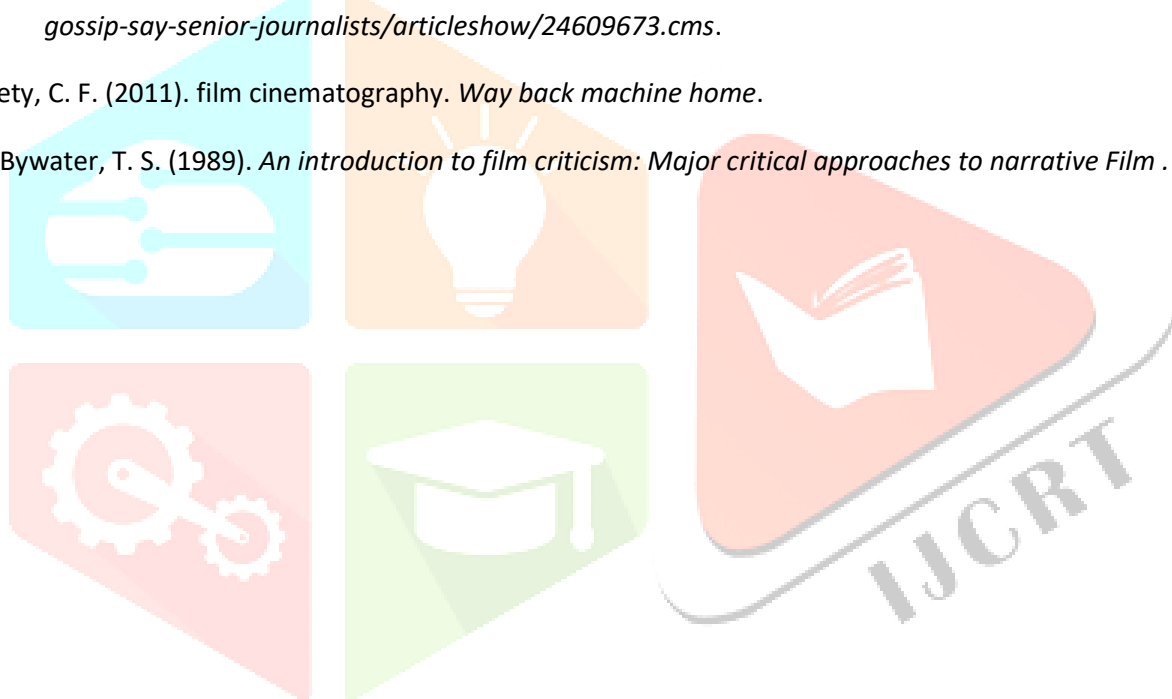 gossip-say-senior-journalists/articleshow/24609673.cms.
ety, C. F. (2011). film cinematography. Way back machine home.
Bywater, T. S. (1989). An introduction to film criticism: Major critical approaches to narrative Film .
IJCRT